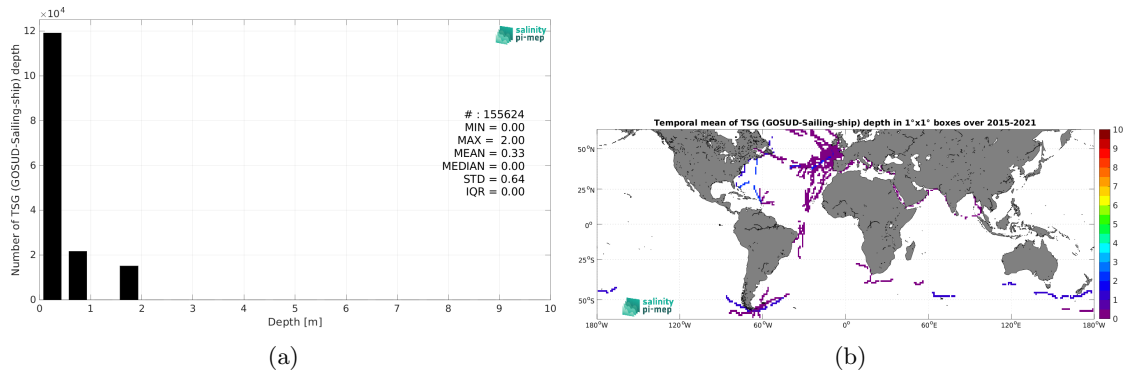 ×10⁴
12
10
8
6
4
2
0
Number of TSG (GOSUD-Sailing-ship) depth
salinity
pi-mep
# : 155624
MIN = 0.00
MAX = 2.00
MEAN = 0.33
MEDIAN = 0.00
STD = 0.64
IQR = 0.00
0 1 2 3 4 5 6 7 8 9 10
Depth [m]
(a)
Temporal mean of TSG (GOSUD-Sailing-ship) depth in 1°x1° boxes over 2015-2021
50°N
25°N
0°
25°S
50°S
180°W 120°W 60°W 0° 60°E 120°E 180°W
salinity
pi-mep
10
9
8
7
6
5
4
3
2
1
0
(b)